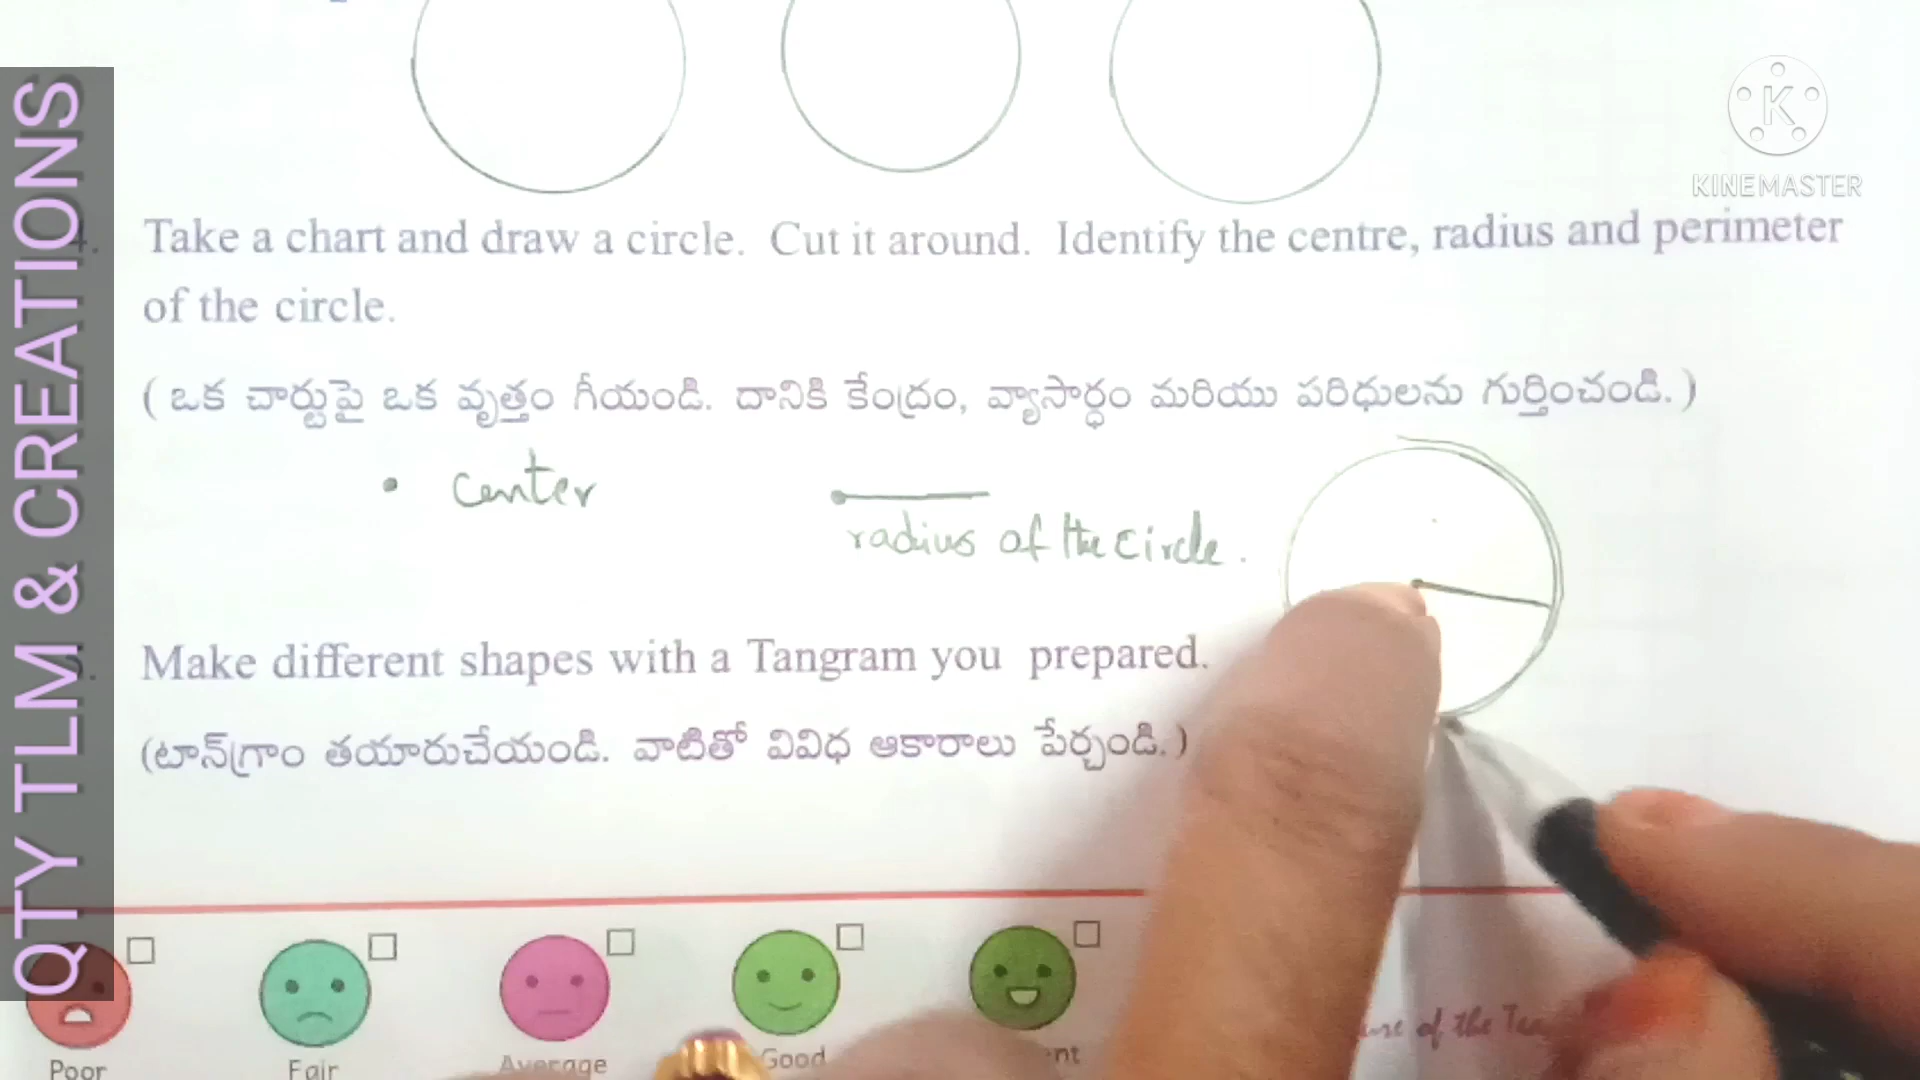 QTY TLM & CREATIONS
KINEMASTER
Take a chart and draw a circle. Cut it around. Identify the centre, radius and perimeter
of the circle.
( ఒక చార్టుపై ఒక వృత్తం గీయండి. దానికి కేంద్రం, వ్యాసార్ధం మరియు పరిధులను గుర్తించండి.)
• center
radius of the circle.
Make different shapes with a Tangram you prepared.
(టాన్‌గ్రాం తయారుచేయండి. వాటితో వివిధ ఆకారాలు పేర్చండి.)
Poor Fair Average Good
of the